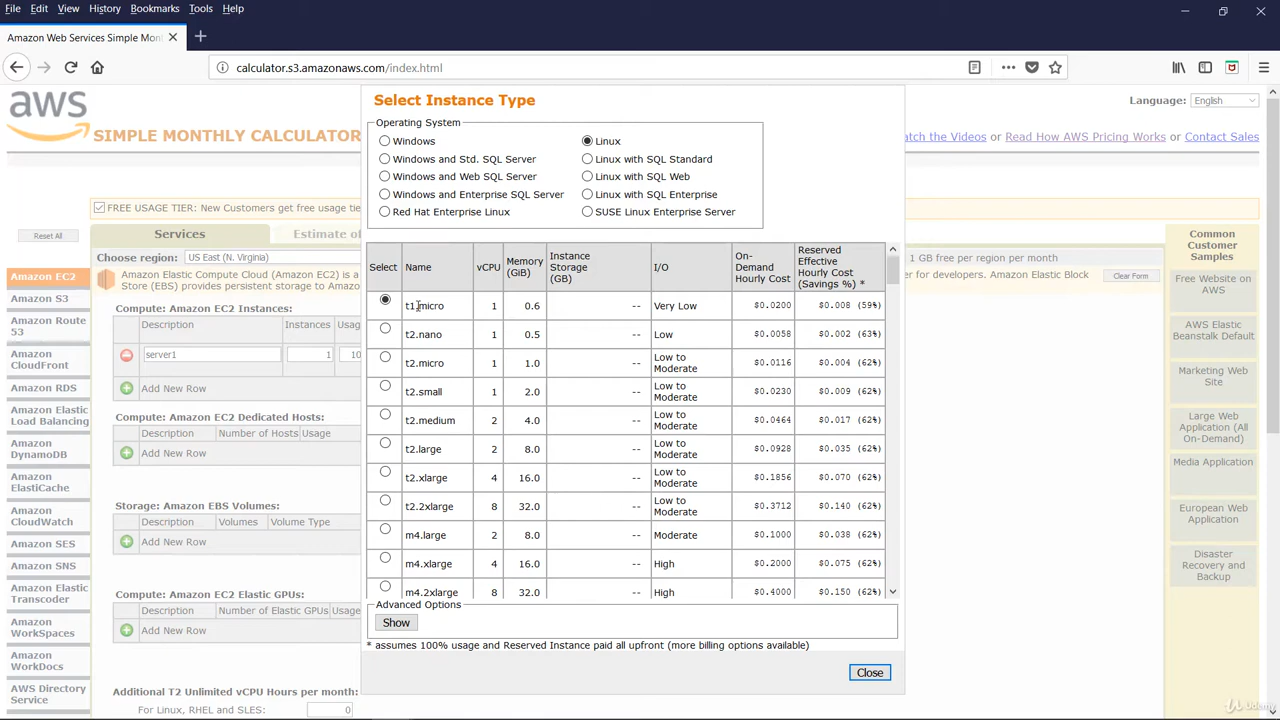 File Edit View History Bookmarks Tools Help
Amazon Web Services Simple Mont
calculator.s3.amazonaws.com/index.html
aws
SIMPLE MONTHLY CALCULATOR
Language: English
atch the Videos or Read How AWS Pricing Works or Contact Sales
FREE USAGE TIER: New Customers get free usage tie
Reset All
Services
Estimate of
Choose region: US East (N. Virginia)
1 GB free per region per month
Amazon Elastic Compute Cloud (Amazon EC2) is a
Store (EBS) provides persistent storage to Amazon
er for developers. Amazon Elastic Block
Clear Form
Amazon EC2
Amazon S3
Amazon Route
53
Amazon
CloudFront
Amazon RDS
Amazon Elastic
Load Balancing
Amazon
DynamoDB
Amazon
ElastiCache
Amazon
CloudWatch
Amazon SES
Amazon SNS
Amazon Elastic
Transcoder
Amazon
WorkSpaces
Amazon
WorkDocs
AWS Directory
Service
Compute: Amazon EC2 Instances:
Description Instances Usag
server1 1 10
Add New Row
Compute: Amazon EC2 Dedicated Hosts:
Description Number of Hosts Usage
Add New Row
Storage: Amazon EBS Volumes:
Description Volumes Volume Type
Add New Row
Compute: Amazon EC2 Elastic GPUs:
Description Number of Elastic GPUs Usage
Add New Row
Additional T2 Unlimited vCPU Hours per month:
For Linux, RHEL and SLES: 0
Select Instance Type
Operating System
Windows Linux
Windows and Std. SQL Server Linux with SQL Standard
Windows and Web SQL Server Linux with SQL Web
Windows and Enterprise SQL Server Linux with SQL Enterprise
Red Hat Enterprise Linux SUSE Linux Enterprise Server
Select Name vCPU Memory (GiB) Instance Storage (GB) I/O On-Demand Hourly Cost Reserved Effective Hourly Cost (Savings %) *
t1.micro 1 0.6 -- Very Low $0.0200 $0.008 (59%)
t2.nano 1 0.5 -- Low $0.0058 $0.002 (63%)
t2.micro 1 1.0 -- Low to Moderate $0.0116 $0.004 (62%)
t2.small 1 2.0 -- Low to Moderate $0.0230 $0.009 (62%)
t2.medium 2 4.0 -- Low to Moderate $0.0464 $0.017 (62%)
t2.large 2 8.0 -- Low to Moderate $0.0928 $0.035 (62%)
t2.xlarge 4 16.0 -- Low to Moderate $0.1856 $0.070 (62%)
t2.2xlarge 8 32.0 -- Low to Moderate $0.3712 $0.140 (62%)
m4.large 2 8.0 -- Moderate $0.1000 $0.038 (62%)
m4.xlarge 4 16.0 -- High $0.2000 $0.075 (62%)
m4.2xlarge 8 32.0 -- High $0.4000 $0.150 (62%)
Advanced Options
Show
* assumes 100% usage and Reserved Instance paid all upfront (more billing options available)
Close
Common
Customer
Samples
Free Website on
AWS
AWS Elastic
Beanstalk Default
Marketing Web
Site
Large Web
Application (All
On-Demand)
Media Application
European Web
Application
Disaster
Recovery and
Backup
Udemy